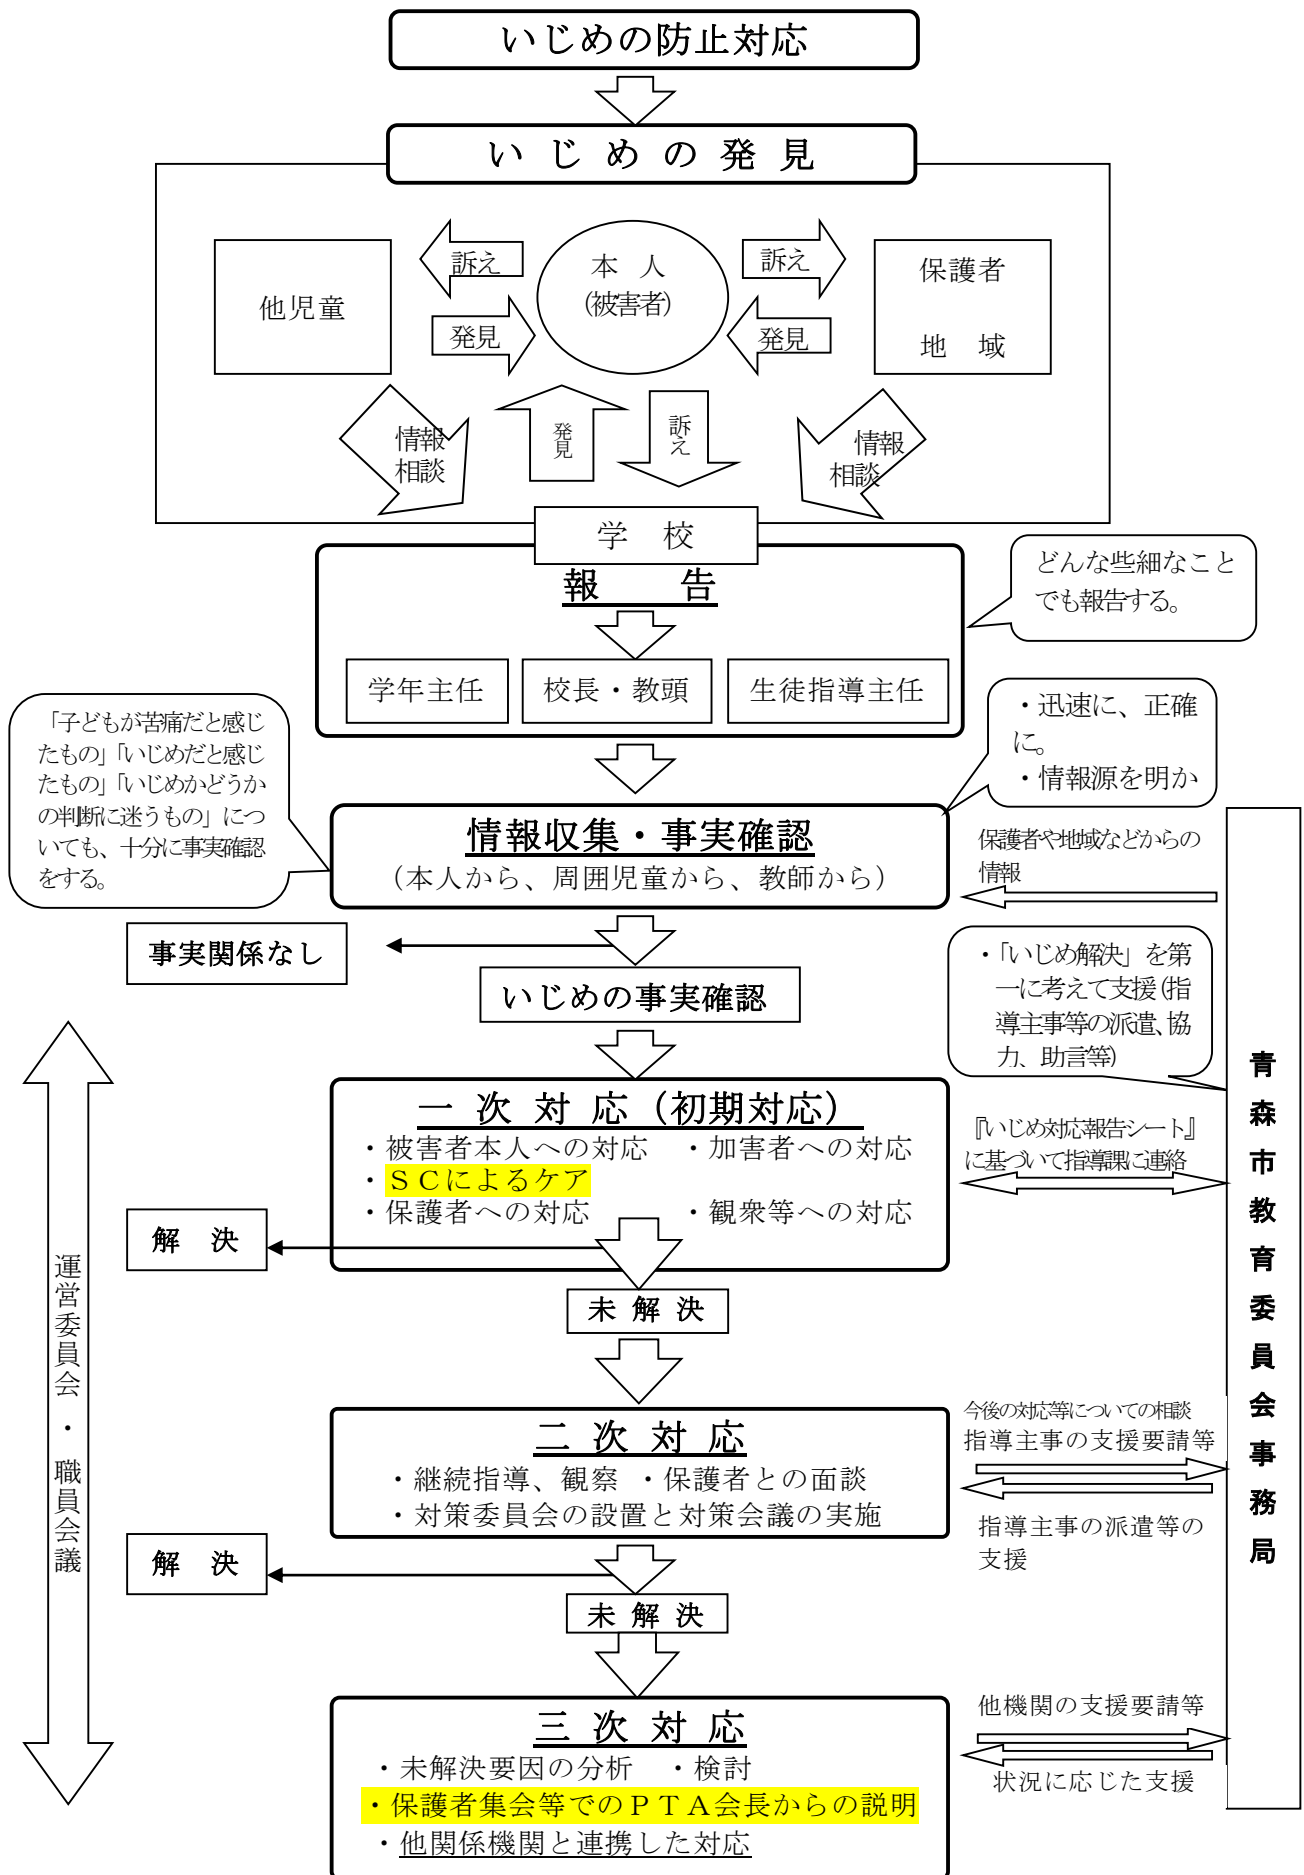 いじめの防止対応
いじめの発見
他児童
訴え
発見
本　人
(被害者)
訴え
発見
保護者
地　域
情報
相談
発見
訴え
情報
相談
学　校
報　　告
どんな些細なこと
でも報告する。
学年主任
校長・教頭
生徒指導主任
「子どもが苦痛だと感じ
たもの」「いじめだと感じ
たもの」「いじめかどうか
の判断に迷うもの」につ
いても、十分に事実確認
をする。
・迅速に、正確
に。
・情報源を明か
情報収集・事実確認
（本人から、周囲児童から、教師から）
保護者や地域などからの
情報
事実関係なし
いじめの事実確認
・「いじめ解決」を第
一に考えて支援(指
導主事等の派遣、協
力、助言等)
一 次 対 応（初期対応）
・被害者本人への対応　・加害者への対応
・ＳＣによるケア
・保護者への対応　　　・観衆等への対応
『いじめ対応報告シート』
に基づいて指導課に連絡
解　決
未 解 決
二 次 対 応
・継続指導、観察　・保護者との面談
・対策委員会の設置と対策会議の実施
今後の対応等についての相談
指導主事の支援要請等
指導主事の派遣等の
支援
解　決
未 解 決
三 次 対 応
・未解決要因の分析　・検討
・保護者集会等でのＰＴＡ会長からの説明
・他関係機関と連携した対応
他機関の支援要請等
状況に応じた支援
運営委員会・職員会議
青森市教育委員会事務局